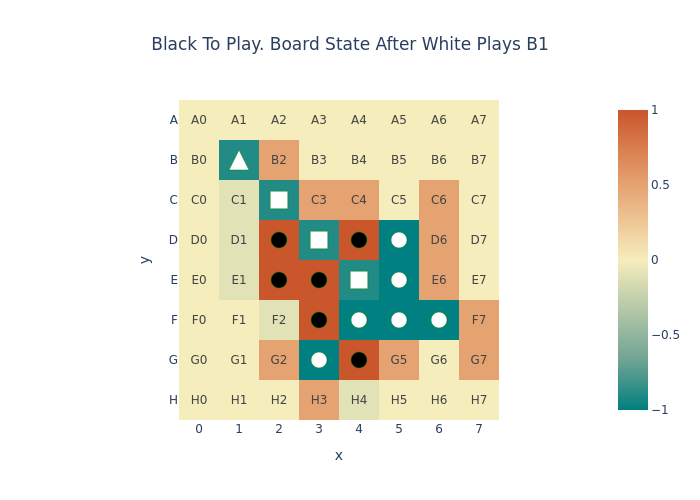 Black To Play. Board State After White Plays B1
A A0 A1 A2 A3 A4 A5 A6 A7
B B0 B2 B3 B4 B5 B6 B7
C C0 C1 C3 C4 C5 C6 C7
D D0 D1 D6 D7
E E0 E1 E6 E7
F F0 F1 F2 F7
G G0 G1 G2 G5 G6 G7
H H0 H1 H2 H3 H4 H5 H6 H7
0 1 2 3 4 5 6 7
x
y
1
0.5
0
−0.5
−1